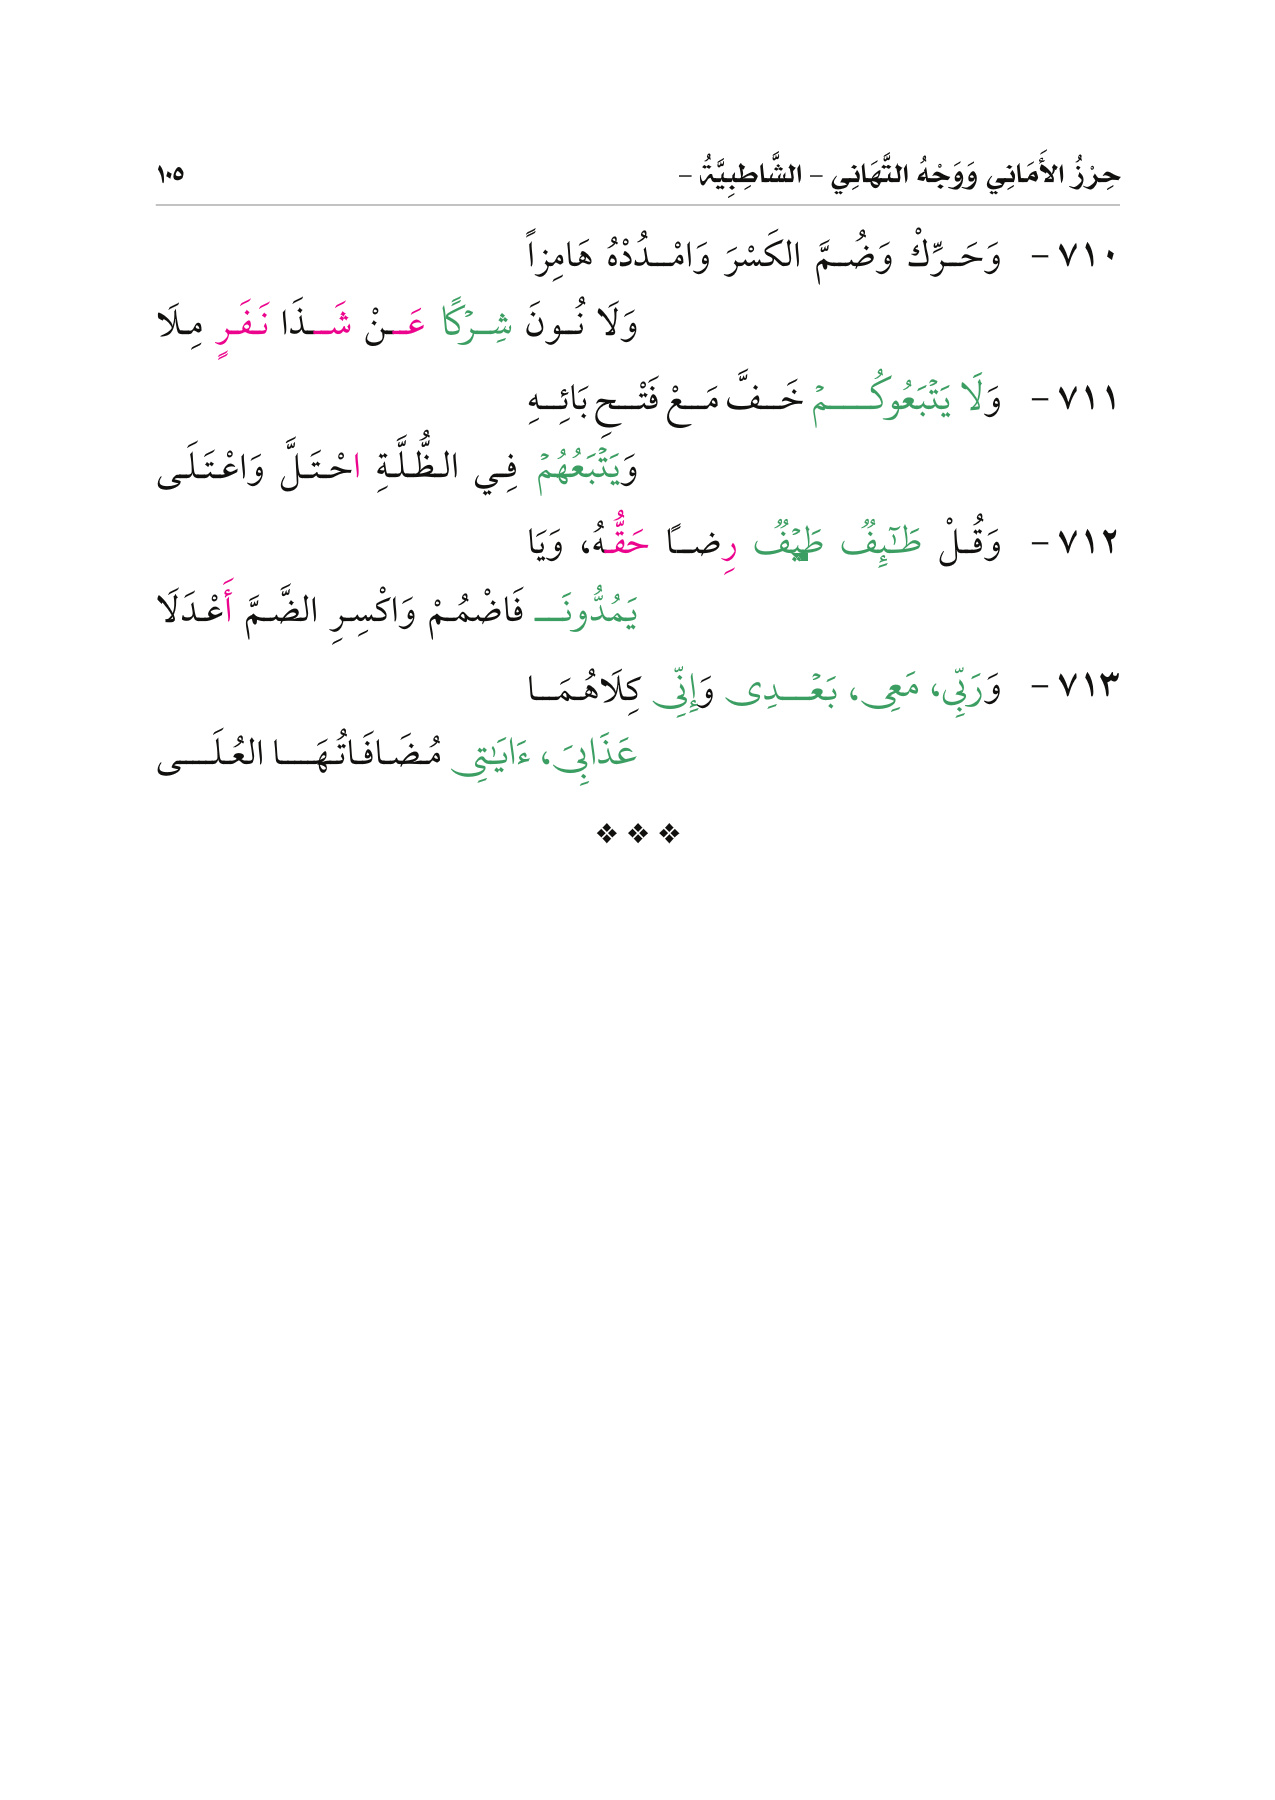 حِرْزُ الأَمَانِي وَوَجْهُ التَّهَانِي – الشَّاطِبِيَّةُ – ١٠٥
٧١٠ – وَحَرِّكْ وَضُمَّ الكَسْرَ وَامْدُدْهُ هَامِزاً
وَلَا نُونَ شِرْكًا عَنْ شَذَا نَفَرٍ مِلَا
٧١١ – وَلَا يَتْبَعُوكُمْ خَفَّ مَعْ فَتْحِ بَائِهِ
وَيَتْبَعُهُمْ فِي الظُّلَّةِ احْتَلَّ وَاعْتَلَى
٧١٢ – وَقُلْ طَٰٓئِفٌ طَيْفٌ رِضاً حَقُّهُ، وَيَا
يَمُدُّونَ فَاضْمُمْ وَاكْسِرِ الضَّمَّ أَعْدَلَا
٧١٣ – وَرَبِّيَ، مَعِى، بَعْدِى وَإِنِّى كِلَاهُمَا
عَذَابِىَ، ءَايَٰتِى مُضَافَاتُهَا العُلَى
❖ ❖ ❖